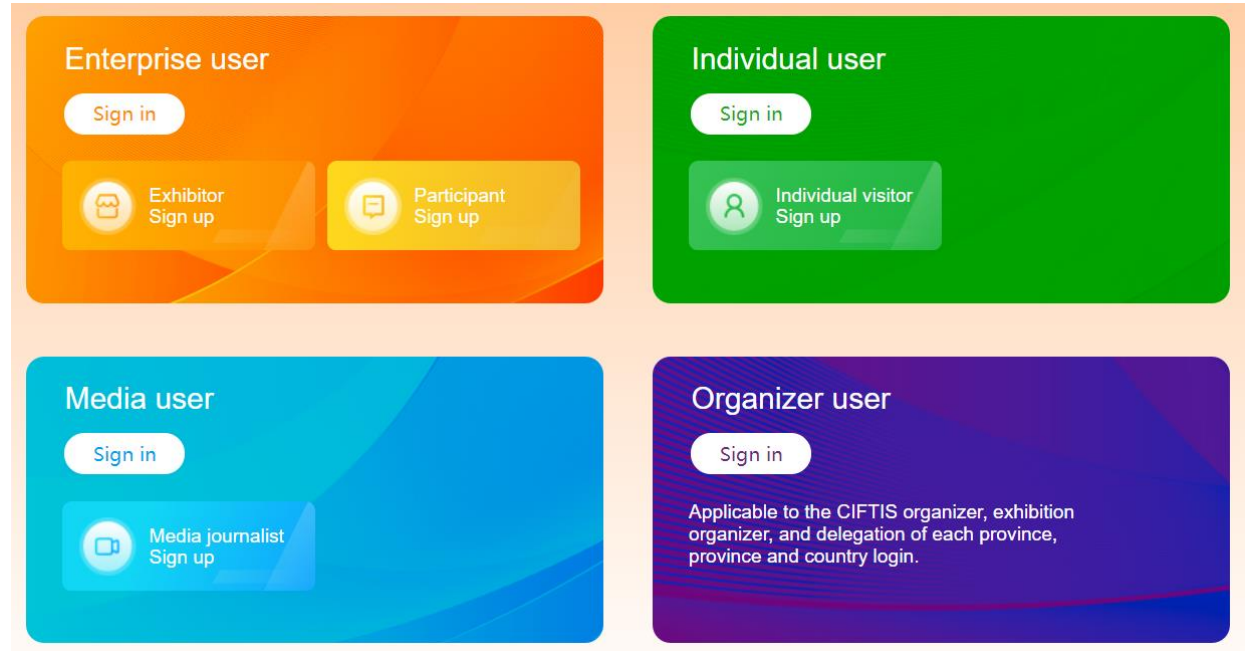 Enterprise user
Sign in
Exhibitor
Sign up
Participant
Sign up
Individual user
Sign in
Individual visitor
Sign up
Media user
Sign in
Media journalist
Sign up
Organizer user
Sign in
Applicable to the CIFTIS organizer, exhibition
organizer, and delegation of each province,
province and country login.